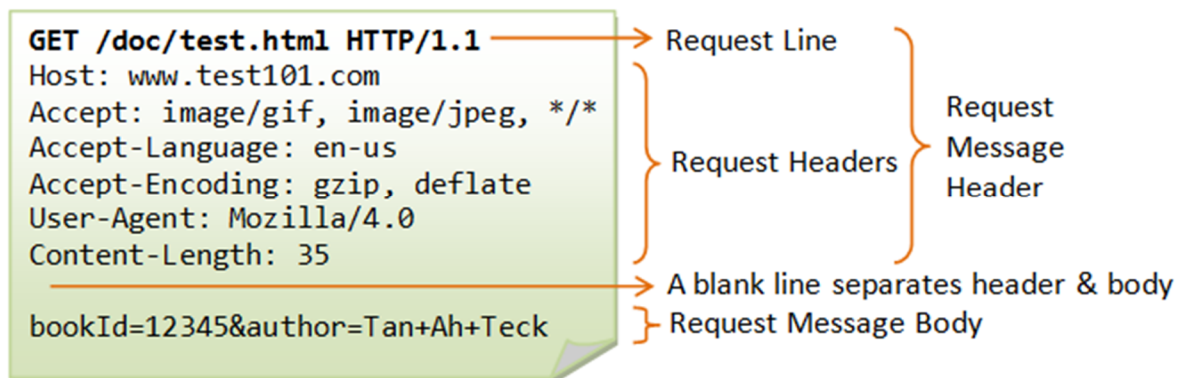 GET /doc/test.html HTTP/1.1
Request Line
Host: www.test101.com
Accept: image/gif, image/jpeg, */*
Accept-Language: en-us
Accept-Encoding: gzip, deflate
User-Agent: Mozilla/4.0
Content-Length: 35
Request Headers
Request
Message
Header
A blank line separates header & body
bookId=12345&author=Tan+Ah+Teck
Request Message Body